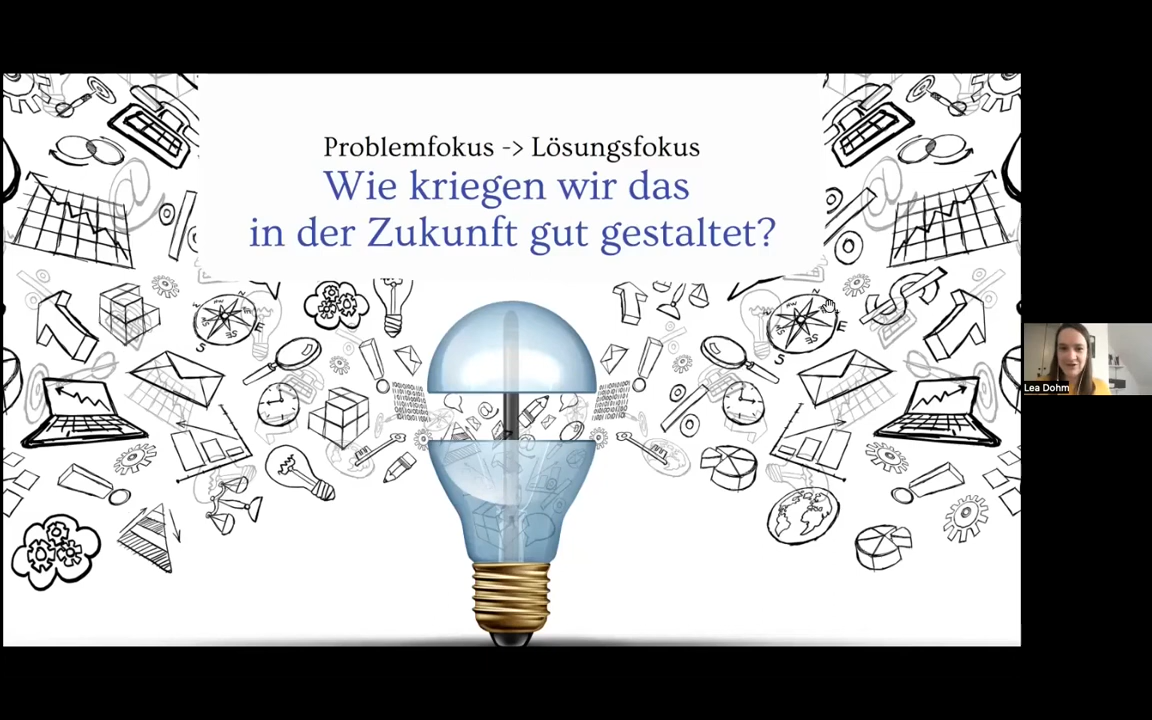 Problemfokus -> Lösungsfokus
Wie kriegen wir das
in der Zukunft gut gestaltet?
Lea Dohm